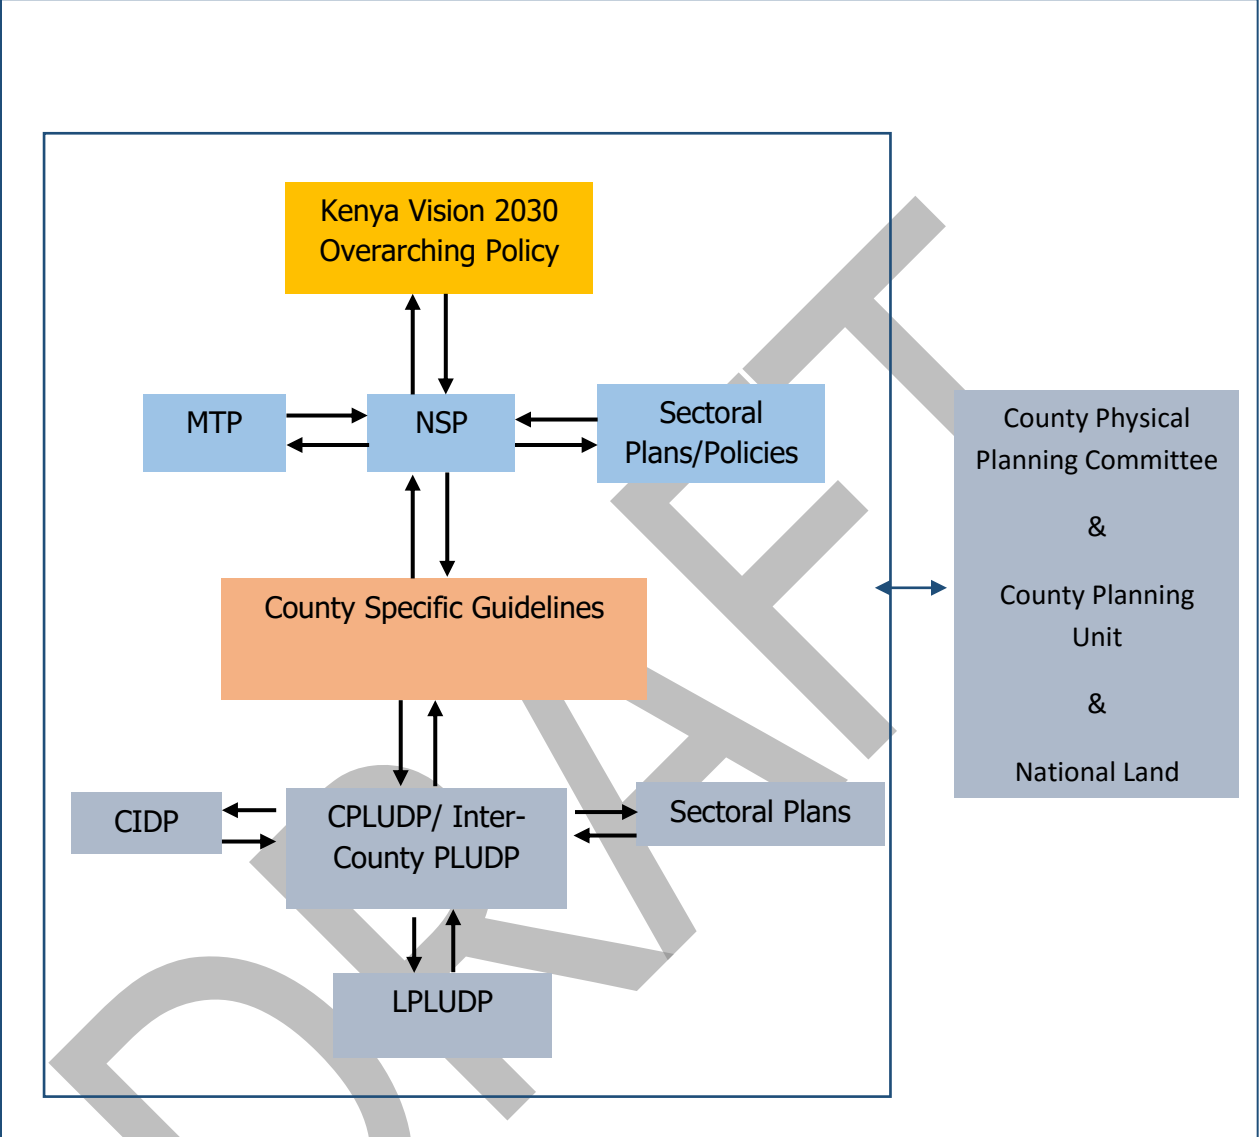 Kenya Vision 2030
Overarching Policy
MTP
NSP
Sectoral
Plans/Policies
County Specific Guidelines
CIDP
CPLUDP/ Inter-
County PLUDP
Sectoral Plans
LPLUDP
County Physical
Planning Committee
&
County Planning
Unit
&
National Land
DRAFT